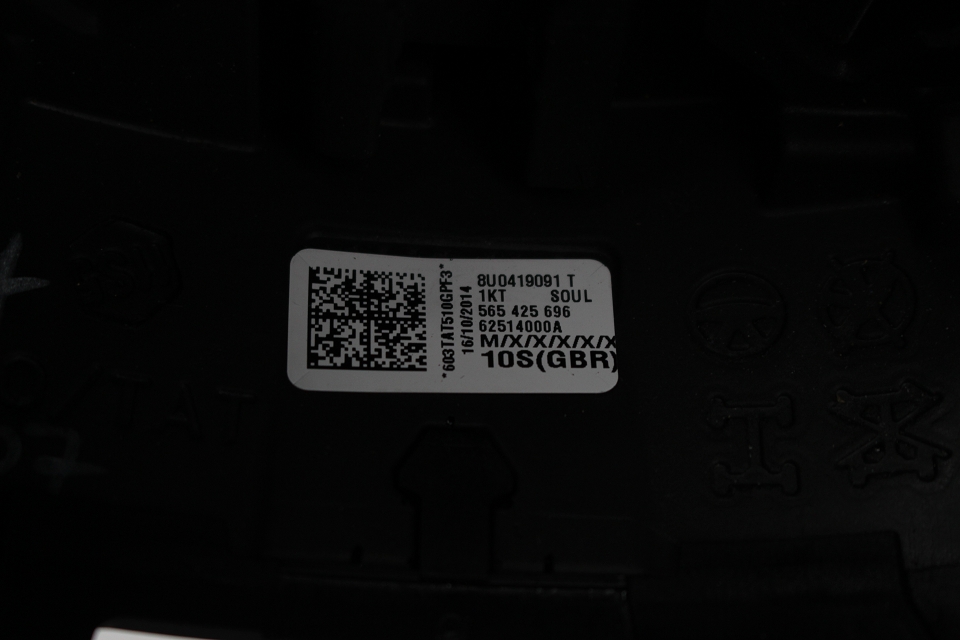 *603TAT510GPF3*
16/10/2014
8U0419091 T
1KT SOUL
565 425 696
62514000A
M/X/X/X/X/X
10S(GBR)